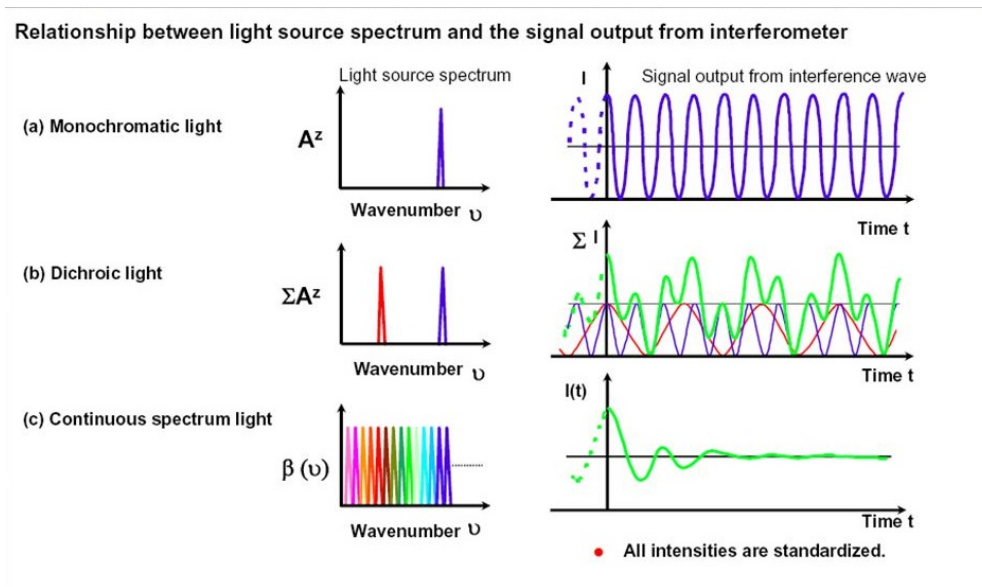 Relationship between light source spectrum and the signal output from interferometer
Light source spectrum
I
Signal output from interference wave
(a) Monochromatic light
Aᶻ
Wavenumber υ
Time t
Σ I
(b) Dichroic light
ΣAᶻ
Wavenumber υ
Time t
I(t)
(c) Continuous spectrum light
β (υ)
Wavenumber υ
Time t
All intensities are standardized.